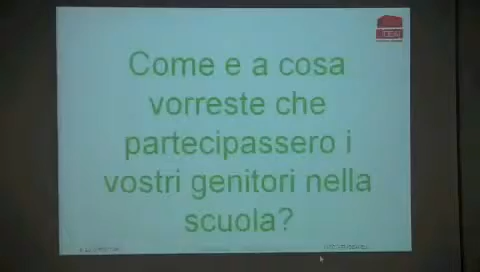 Come e a cosa
vorreste che
partecipassero i
vostri genitori nella
scuola?